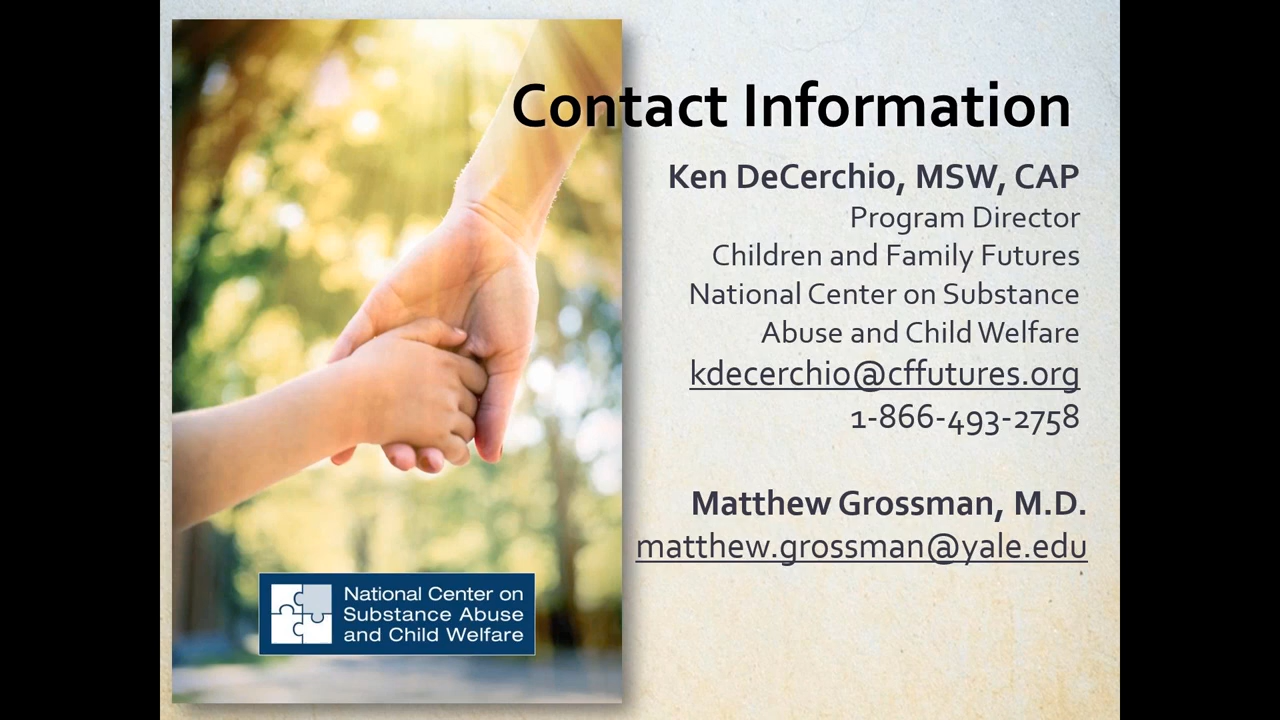 Contact Information
Ken DeCerchio, MSW, CAP
Program Director
Children and Family Futures
National Center on Substance
Abuse and Child Welfare
kdecerchio@cffutures.org
1-866-493-2758
Matthew Grossman, M.D.
matthew.grossman@yale.edu
National Center on
Substance Abuse
and Child Welfare